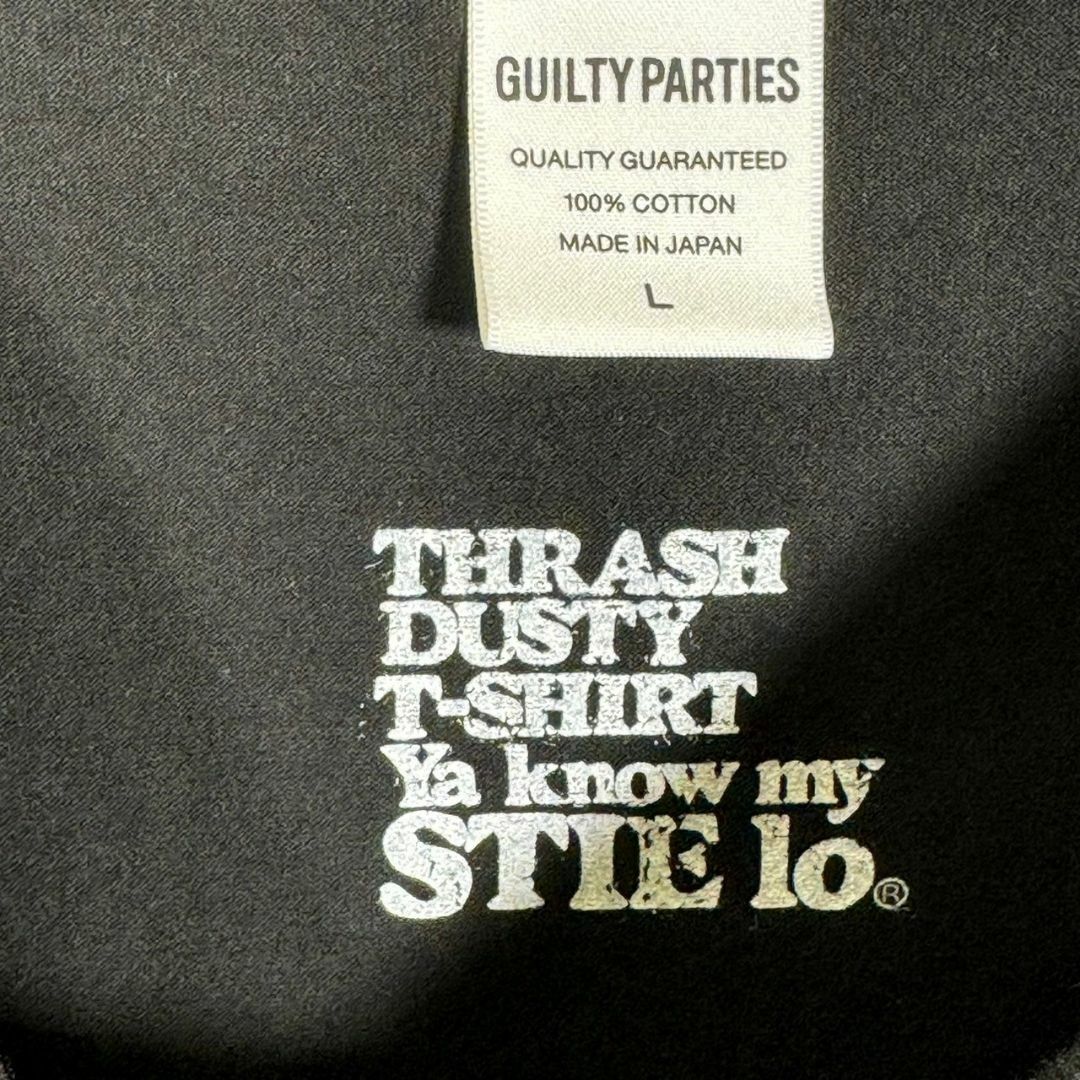 GUILTY PARTIES
QUALITY GUARANTEED
100% COTTON
MADE IN JAPAN
L
THRASH
DUSTY
T-SHIRT
Ya know my
STIE lo®